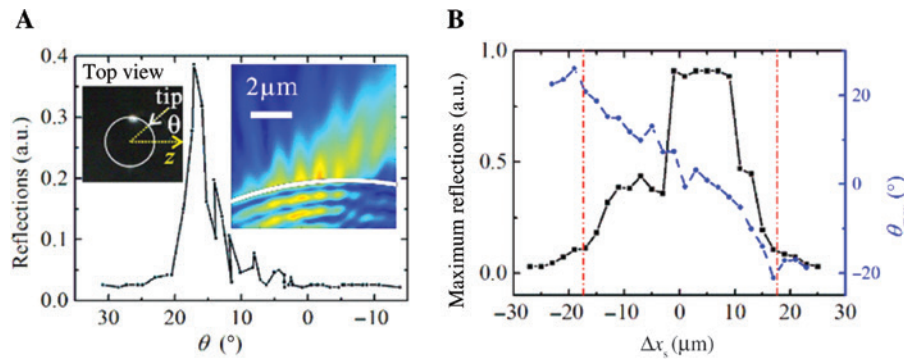 A
Reflections (a.u.)
0.4
0.3
0.2
0.1
0.0
Top view
tip
θ
z
2μm
30
20
10
0
−10
θ (°)
B
Maximum reflections (a.u.)
1.0
0.5
0.0
−30
−20
−10
0
10
20
30
Δxs (μm)
20
0
−20